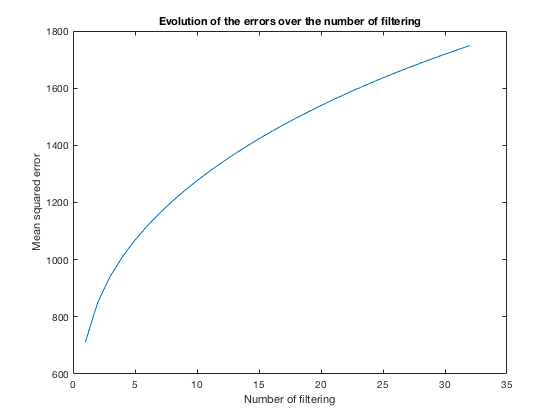 Evolution of the errors over the number of filtering
1800
1600
1400
1200
1000
800
600
Mean squared error
0 5 10 15 20 25 30 35
Number of filtering